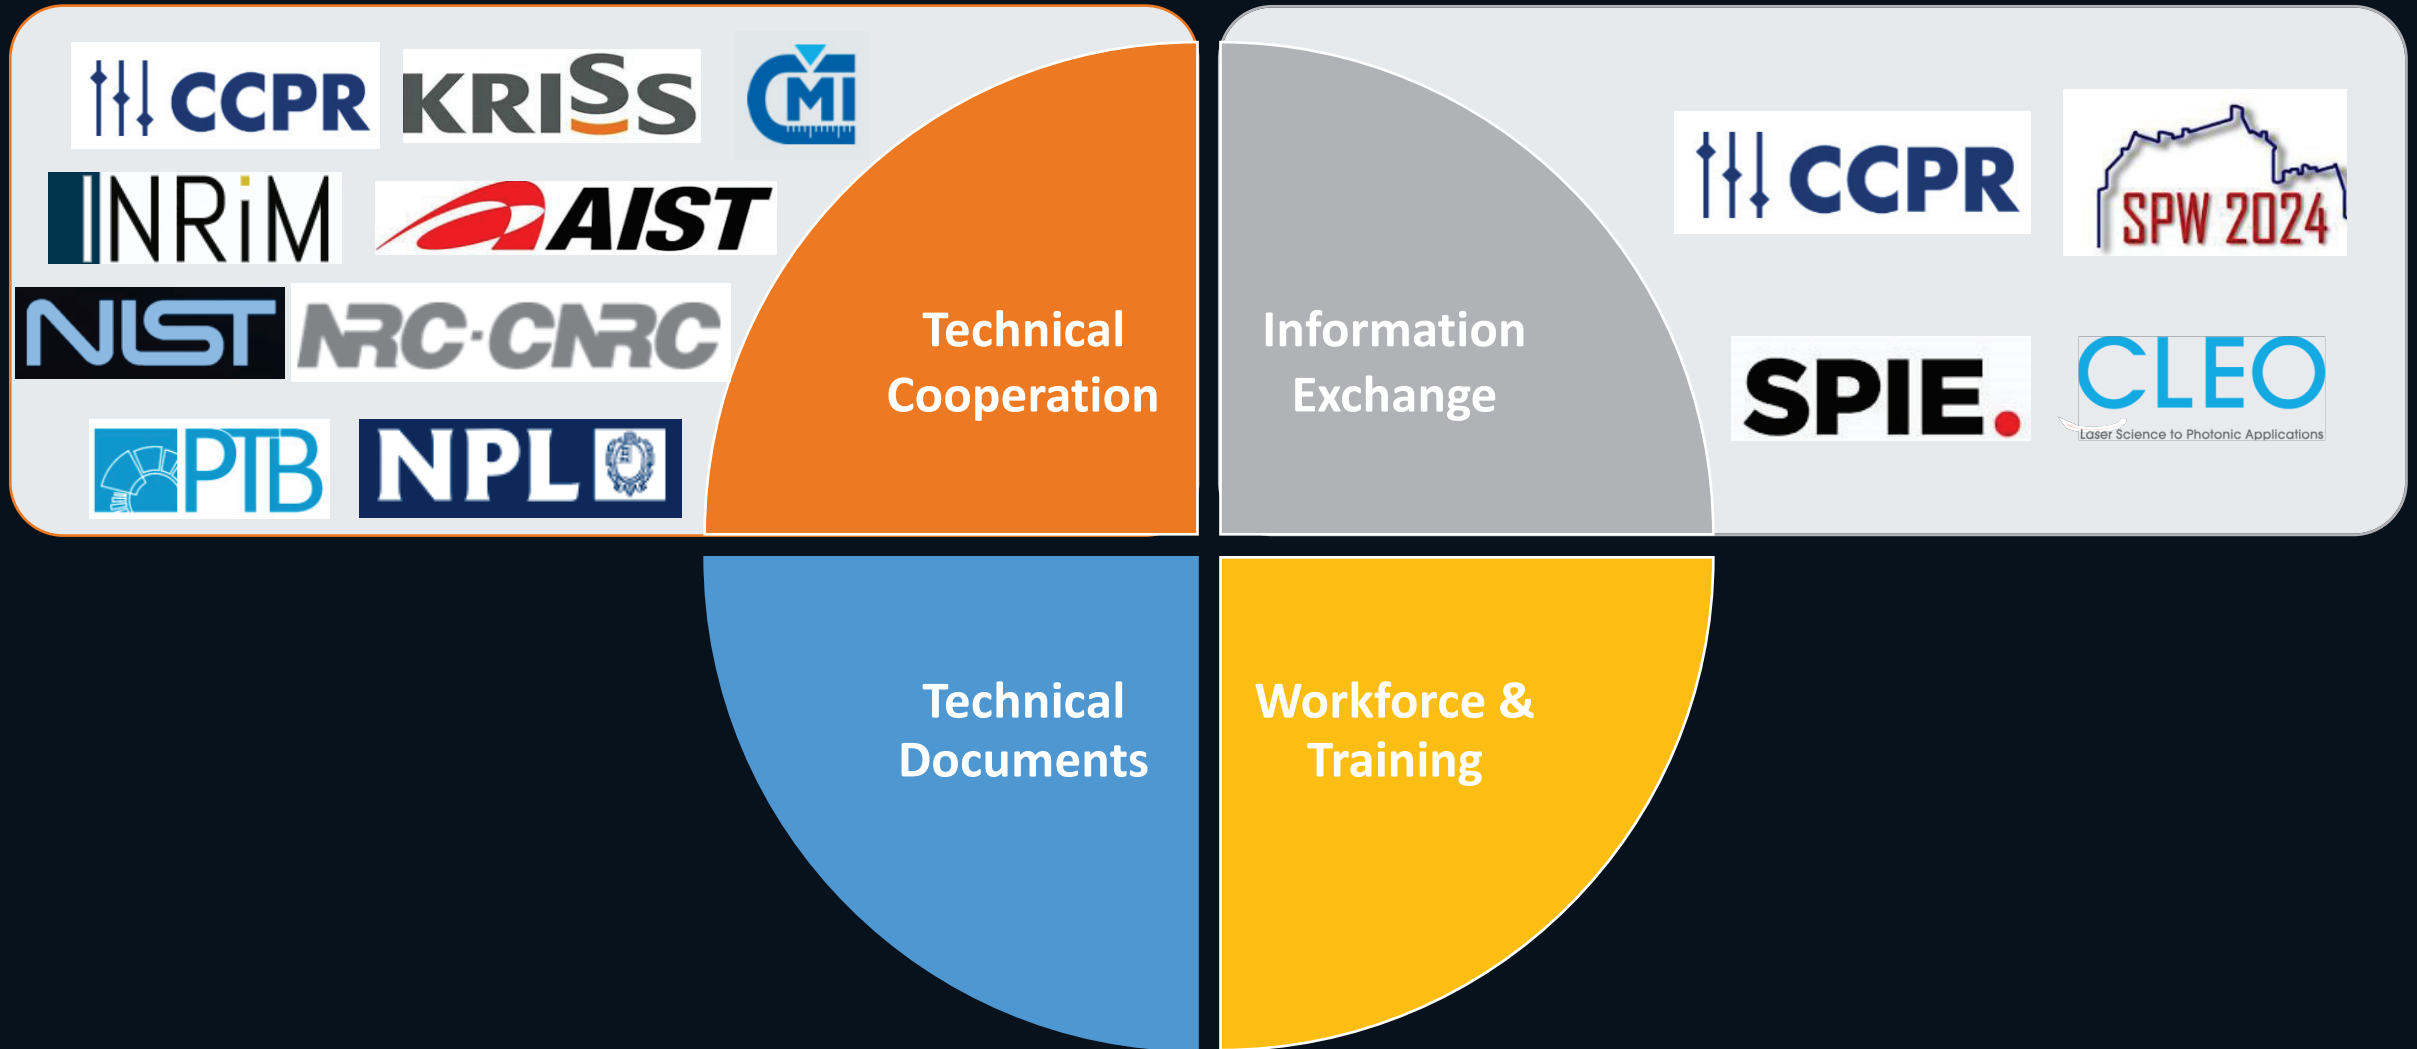 CCPR
KRISS
CMI
INRiM
AIST
NIST
NRC·CNRC
PTB
NPL
Technical
Cooperation
Information
Exchange
CCPR
SPW 2024
SPIE.
CLEO
Laser Science to Photonic Applications
Technical
Documents
Workforce &
Training